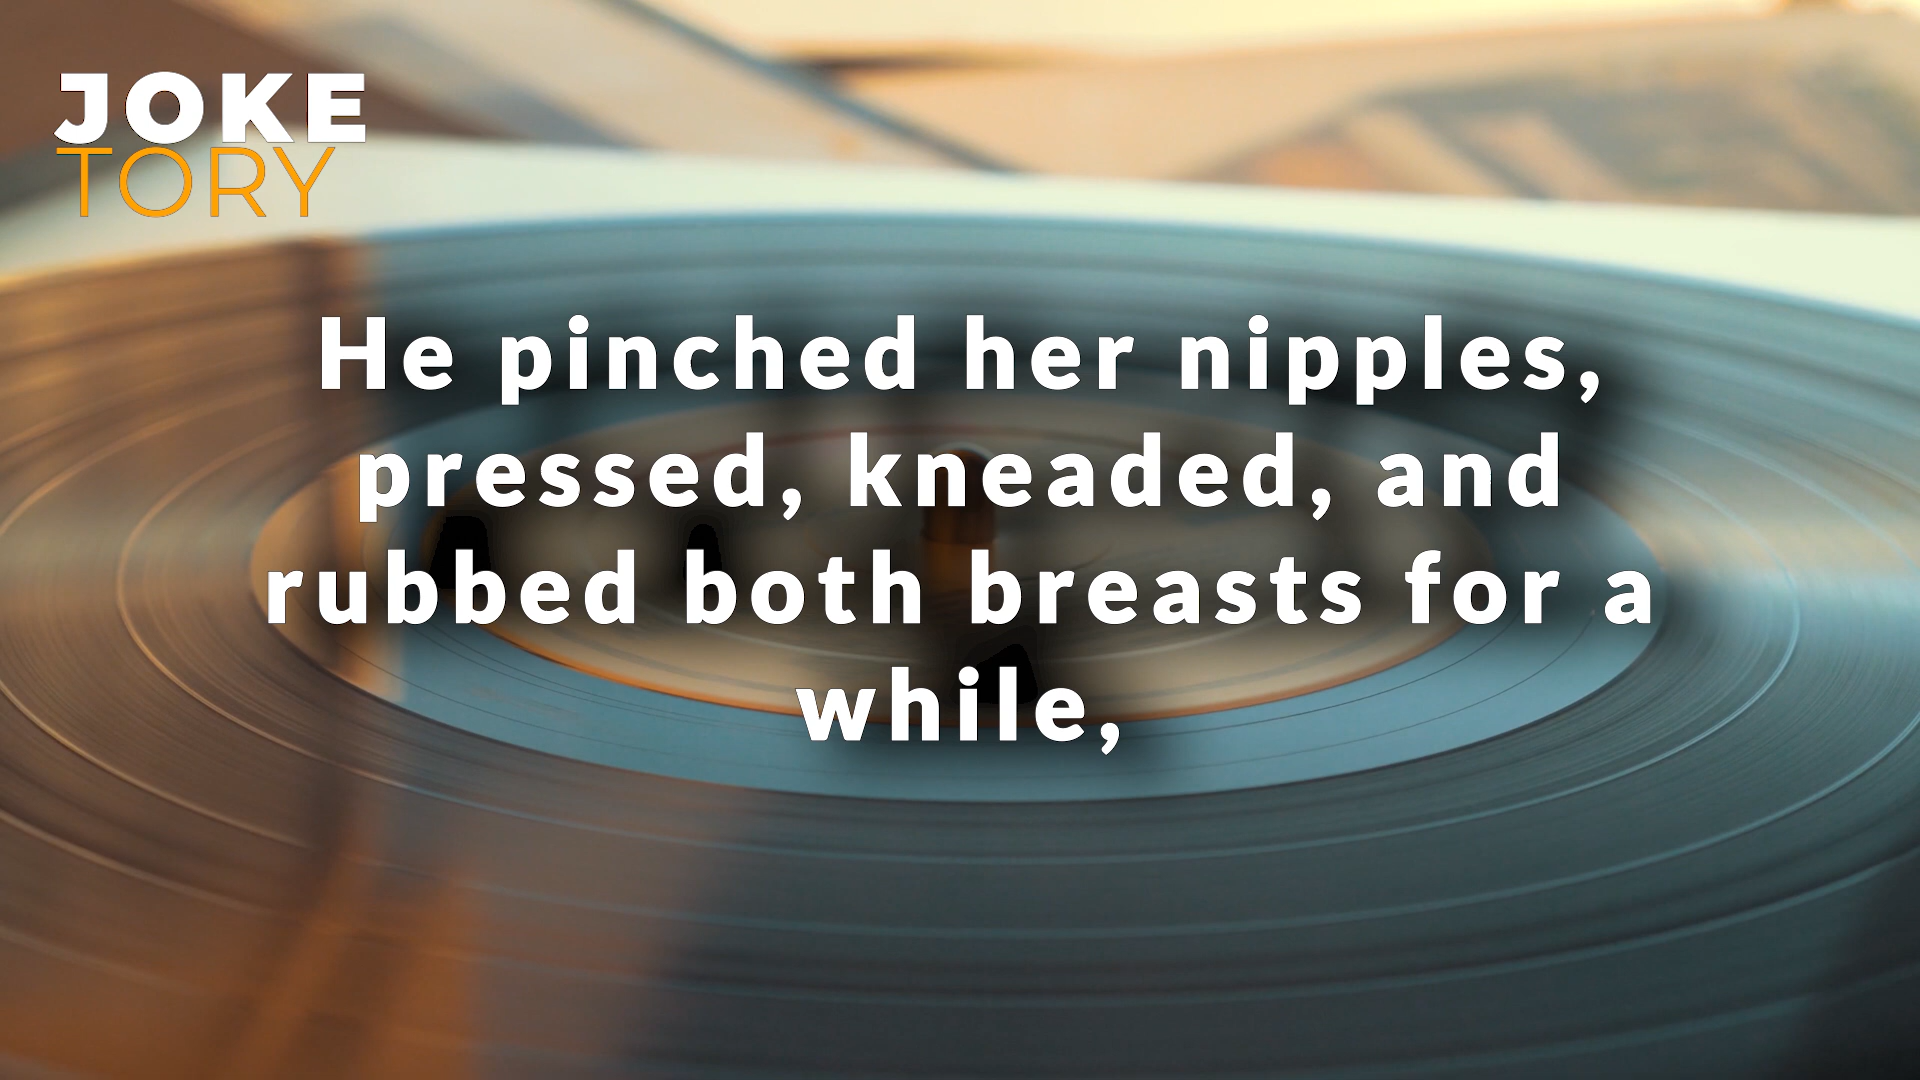 JOKE
TORY
He pinched her nipples,
pressed, kneaded, and
rubbed both breasts for a
while,